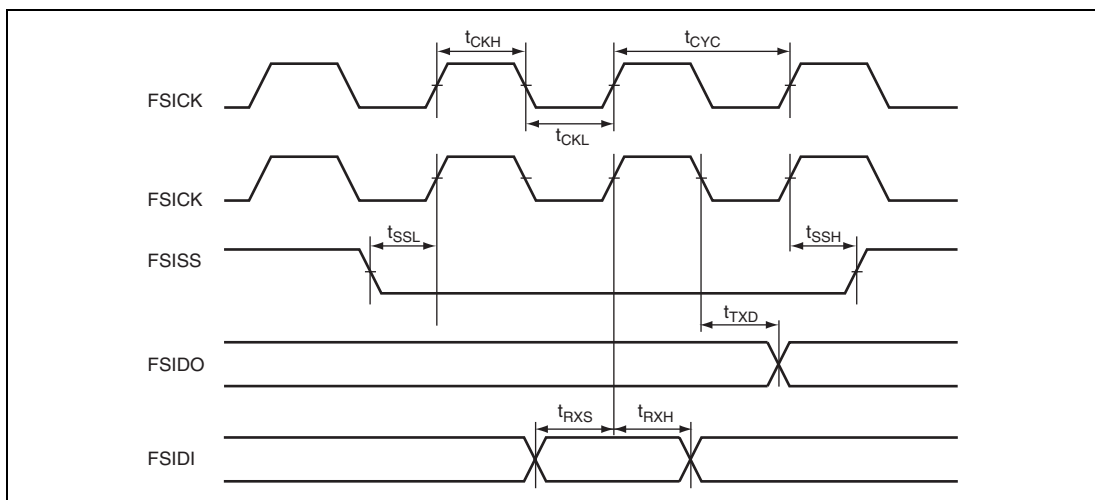 tCKH tCYC
FSICK
tCKL
FSICK
tSSL tSSH
FSISS
tTXD
FSIDO
tRXS tRXH
FSIDI